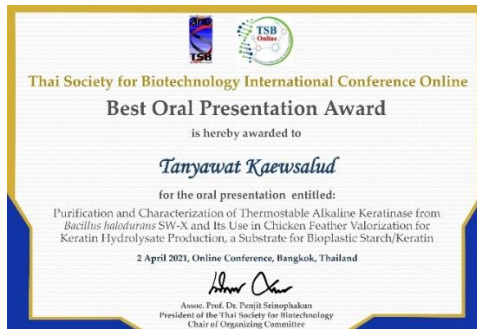 TSB
TSB
Online
Thai Society for Biotechnology International Conference Online
Best Oral Presentation Award
is hereby awarded to
Tanyawat Kaewsalud
for the oral presentation entitled:
Purification and Characterization of Thermostable Alkaline Keratinase from
Bacillus halodurans SW-X and Its Use in Chicken Feather Valorization for
Keratin Hydrolysate Production, a Substrate for Bioplastic Starch/Keratin
2 April 2021, Online Conference, Bangkok, Thailand
Assoc. Prof. Dr. Penjit Srinophakun
President of the Thai Society for Biotechnology
Chair of Organizing Committee